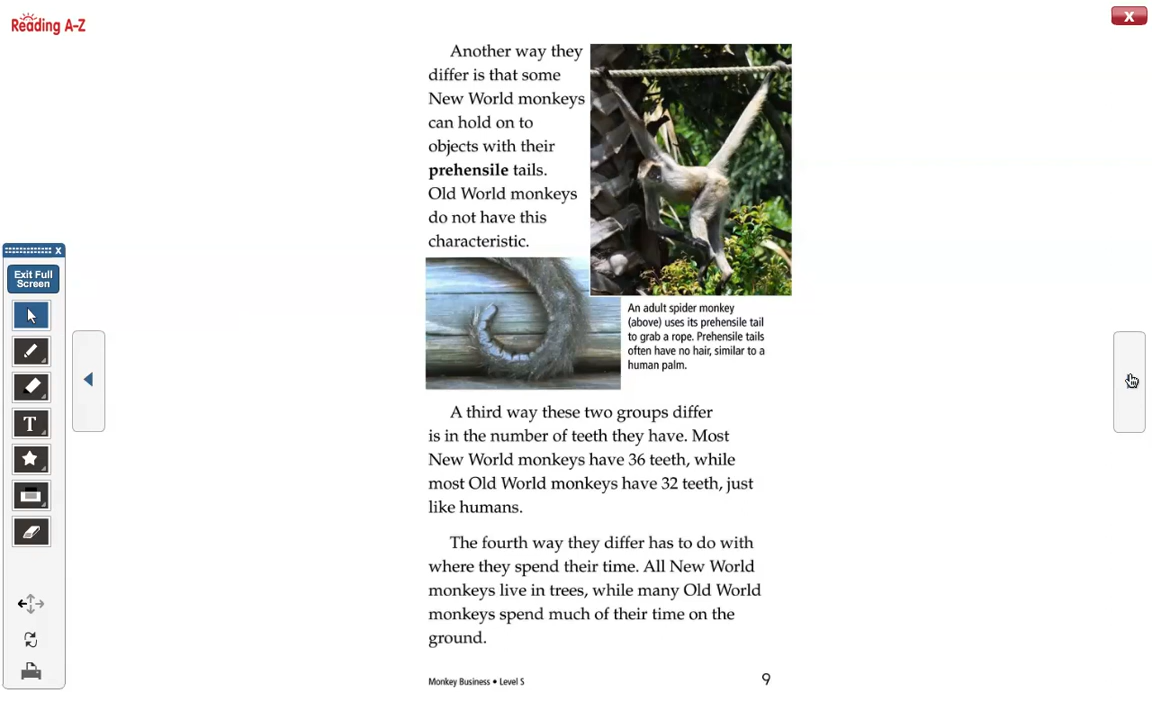 Reading A-Z
X
Another way they
differ is that some
New World monkeys
can hold on to
objects with their
prehensile tails.
Old World monkeys
do not have this
characteristic.
An adult spider monkey
(above) uses its prehensile tail
to grab a rope. Prehensile tails
often have no hair, similar to a
human palm.
A third way these two groups differ
is in the number of teeth they have. Most
New World monkeys have 36 teeth, while
most Old World monkeys have 32 teeth, just
like humans.
The fourth way they differ has to do with
where they spend their time. All New World
monkeys live in trees, while many Old World
monkeys spend much of their time on the
ground.
Monkey Business • Level S
9
x
Exit Full
Screen
T